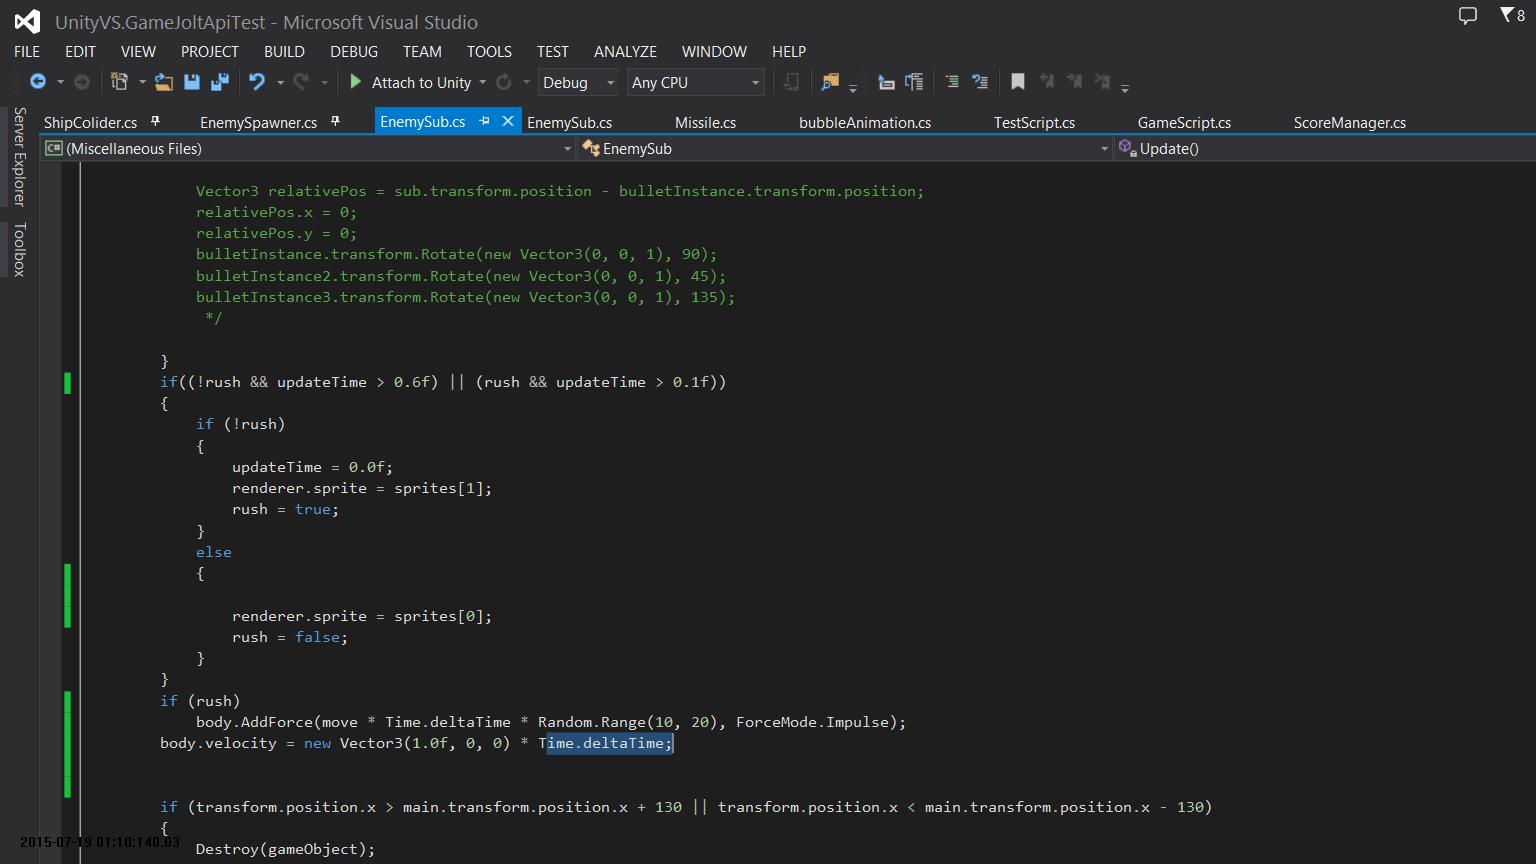 UnityVS.GameJoltApiTest - Microsoft Visual Studio
8
FILE EDIT VIEW PROJECT BUILD DEBUG TEAM TOOLS TEST ANALYZE WINDOW HELP
Attach to Unity Debug Any CPU
Server Explorer
Toolbox
ShipColider.cs EnemySpawner.cs EnemySub.cs EnemySub.cs Missile.cs bubbleAnimation.cs TestScript.cs GameScript.cs ScoreManager.cs
C# (Miscellaneous Files) EnemySub Update()
Vector3 relativePos = sub.transform.position - bulletInstance.transform.position;
relativePos.x = 0;
relativePos.y = 0;
bulletInstance.transform.Rotate(new Vector3(0, 0, 1), 90);
bulletInstance2.transform.Rotate(new Vector3(0, 0, 1), 45);
bulletInstance3.transform.Rotate(new Vector3(0, 0, 1), 135);
*/
}
if((!rush && updateTime > 0.6f) || (rush && updateTime > 0.1f))
{
if (!rush)
{
updateTime = 0.0f;
renderer.sprite = sprites[1];
rush = true;
}
else
{
renderer.sprite = sprites[0];
rush = false;
}
}
if (rush)
body.AddForce(move * Time.deltaTime * Random.Range(10, 20), ForceMode.Impulse);
body.velocity = new Vector3(1.0f, 0, 0) * Time.deltaTime;
if (transform.position.x > main.transform.position.x + 130 || transform.position.x < main.transform.position.x - 130)
{
2015-07-19 01:10:140.03
Destroy(gameObject);